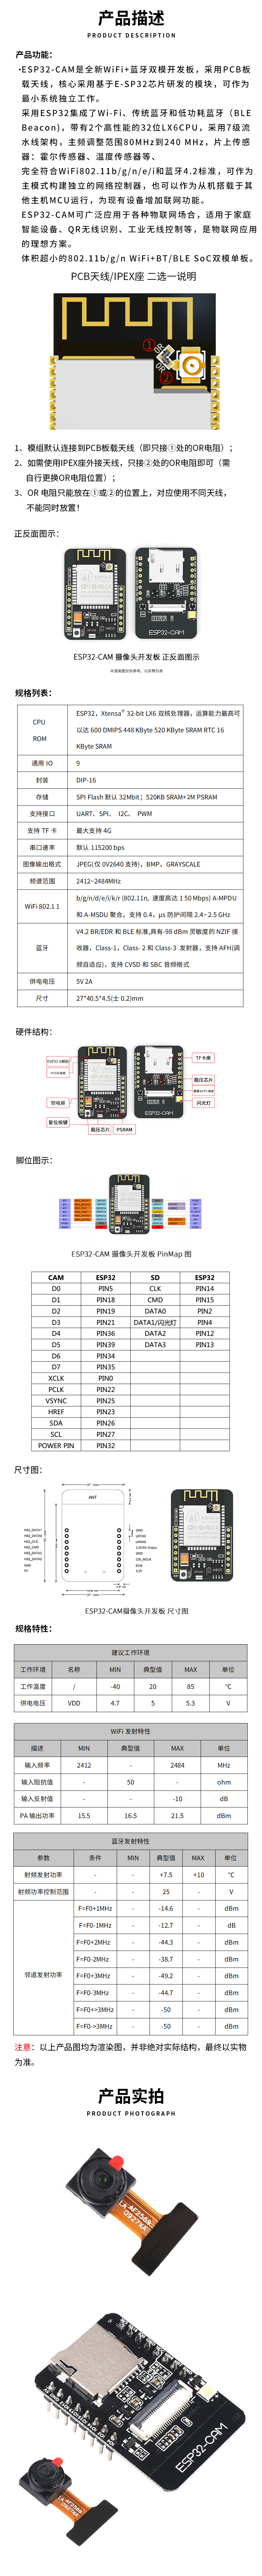 产品描述
PRODUCT DESCRIPTION
产品功能：
·ESP32-CAM是全新WiFi+蓝牙双模开发板，采用PCB板
载天线，核心采用基于E-SP32芯片研发的模块，可作为
最小系统独立工作。
采用ESP32集成了Wi-Fi、传统蓝牙和低功耗蓝牙（BLE
Beacon），带有2个高性能的32位LX6CPU，采用7级流
水线架构，主频调整范围80MHz到240 MHz，片上传感
器：霍尔传感器、温度传感器等、
完全符合WiFi802.11b/g/n/e/i和蓝牙4.2标准，可作为
主模式构建独立的网络控制器，也可以作为从机搭载于其
他主机MCU运行，为现有设备增加联网功能。
ESP32-CAM可广泛应用于各种物联网场合，适用于家庭
智能设备、QR无线识别、工业无线控制等，是物联网应用
的理想方案。
体积超小的802.11b/g/n WiFi+BT/BLE SoC双模单板。
PCB天线/IPEX座 二选一说明
① OR
OR
②
1、模组默认连接到PCB板载天线（即只接①处的OR电阻）；
2、如需使用IPEX座外接天线，只接②处的OR电阻即可（需
自行更换OR电阻位置）；
3、OR 电阻只能放在①或②的位置上，对应使用不同天线，
不能同时放置！
正反面图示：
ESP32-CAM
ESP32-CAM 摄像头开发板 正反面图示
规格列表：
CPU ROM ESP32，Xtensa® 32-bit LX6 双核处理器，运算能力最高可
以达 600 DMIPS 448 KByte 520 KByte SRAM RTC 16
KByte SRAM
通用 IO 9
封装 DIP-16
存储 SPI Flash 默认 32Mbit；520KB SRAM+2M PSRAM
支持接口 UART、SPI、 I2C、 PWM
支持 TF 卡 最大支持 4G
串口速率 默认 115200 bps
图像输出格式 JPEG(仅 OV2640 支持)，BMP，GRAYSCALE
频谱范围 2412~2484MHz
WiFi 802.1 1 b/g/n/d/e/i/k/r (802.11n, 速度高达 1 50 Mbps) A-MPDU
和 A-MSDU 聚合，支持 0.4，μs 防护间隔 2.4~ 2.5 GHz
蓝牙 V4.2 BR/EDR 和 BLE 标准,具有-98 dBm 灵敏度的 NZIF 接
收器，Class-1，Class- 2 和 Class-3 发射器，支持 AFH(调
频自适应)，支持 CVSD 和 SBC 音频格式
供电电压 5V 2A
尺寸 27*40.5*4.5(±0.2)mm
硬件结构：
TF卡座
稳压芯片
闪光灯
钽电容
复位按键
稳压芯片
PSRAM
ESP32-CAM
脚位图示：
ESP32-CAM 摄像头开发板 PinMap 图
CAM ESP32 SD ESP32
D0 PIN5 CLK PIN14
D1 PIN18 CMD PIN15
D2 PIN19 DATA0 PIN2
D3 PIN21 DATA1/闪光灯 PIN4
D4 PIN36 DATA2 PIN12
D5 PIN39 DATA3 PIN13
D6 PIN34
D7 PIN35
XCLK PIN0
PCLK PIN22
VSYNC PIN25
HREF PIN23
SDA PIN26
SCL PIN27
POWER PIN PIN32
尺寸图：
ANT
ESP32-CAM摄像头开发板 尺寸图
规格特性：
建议工作环境
工作环境 名称 MIN 典型值 MAX 单位
工作温度 / -40 20 85 ℃
供电电压 VDD 4.7 5 5.3 V
WiFi 发射特性
描述 MIN 典型值 MAX 单位
输入频率 2412 - 2484 MHz
输入阻抗值 - 50 - ohm
输入反射值 - - -10 dB
PA 输出功率 15.5 16.5 21.5 dBm
蓝牙发射特性
参数 条件 MIN 典型值 MAX 单位
射频发射功率 - - +7.5 +10 ℃
射频功率控制范围 - - 25 - V
邻道发射功率 F=F0+1MHz - -14.6 - dBm
F=F0-1MHz - -12.7 - dB
F=F0+2MHz - -44.3 - dBm
F=F0-2MHz - -38.7 - dBm
F=F0+3MHz - -49.2 - dBm
F=F0-3MHz - -44.7 - dBm
F=F0+>3MHz - -50 - dBm
F=F0->3MHz - -50 - dBm
注意：以上产品图均为渲染图，并非绝对实际结构，最终以实物
为准。
产品实拍
PRODUCT PHOTOGRAPH
ESP32-CAM